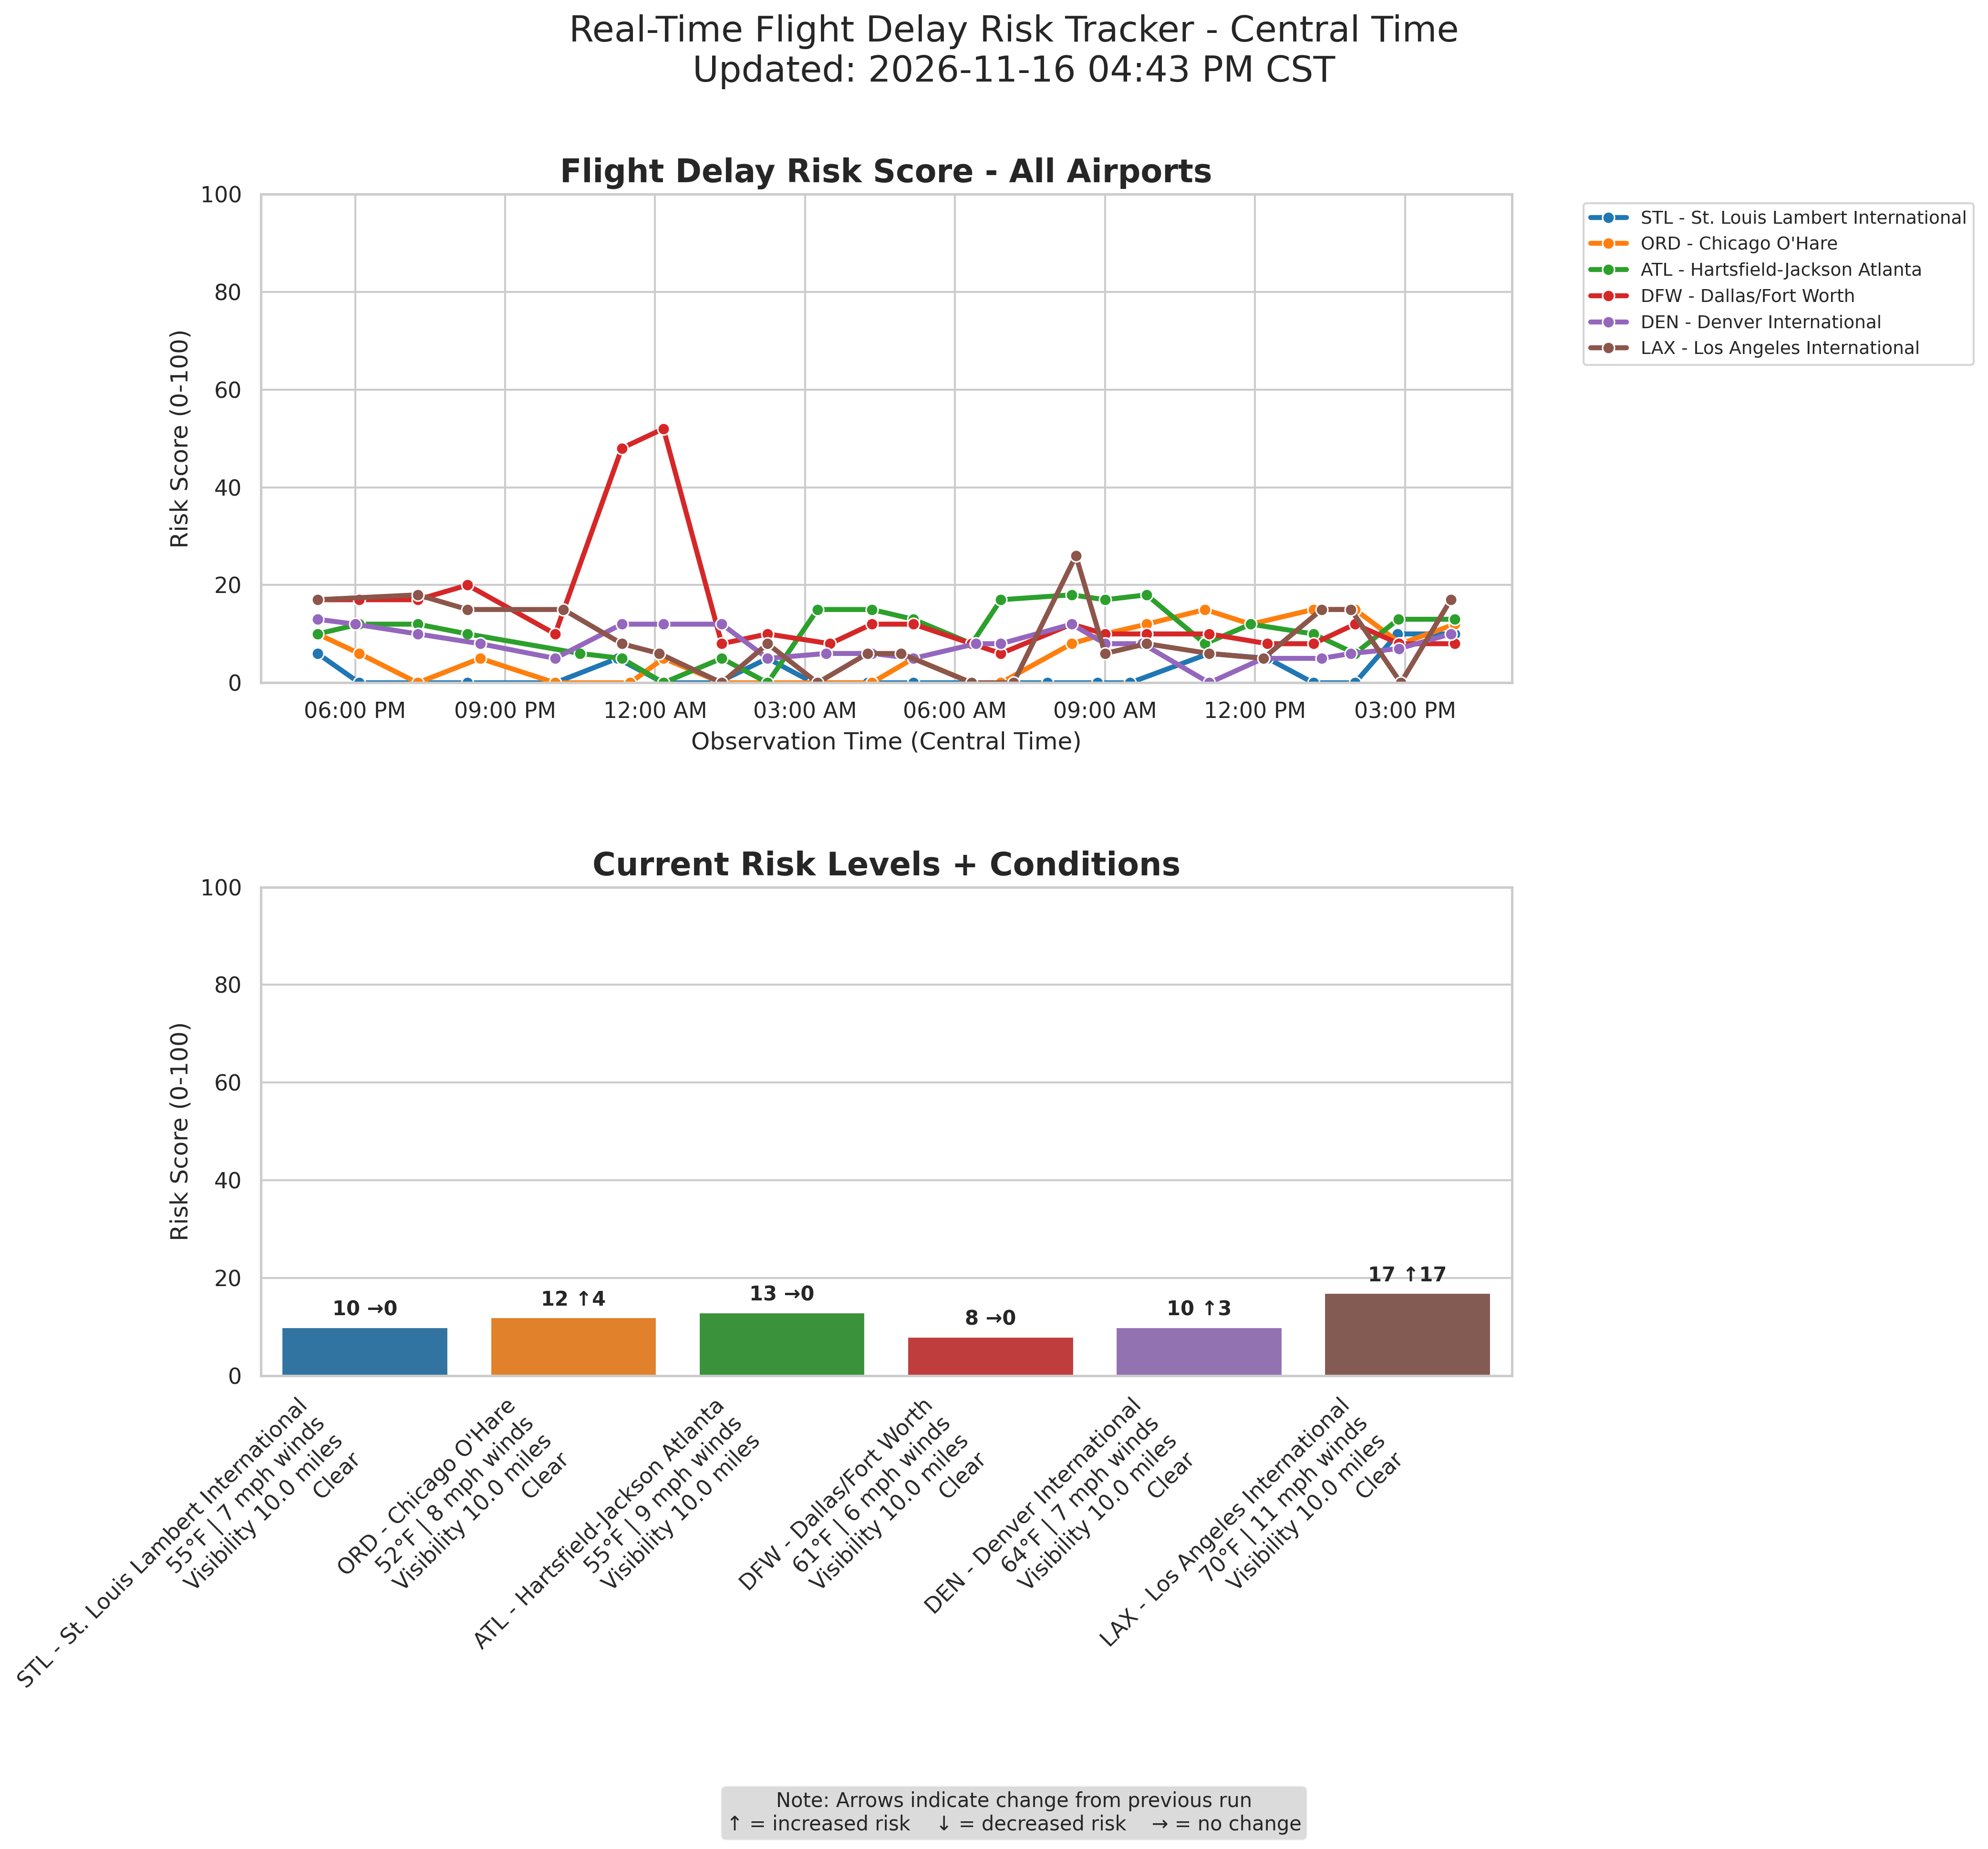 Real-Time Flight Delay Risk Tracker - Central Time
Updated: 2026-11-16 04:43 PM CST
Flight Delay Risk Score - All Airports
Risk Score (0-100)
100
80
60
40
20
0
06:00 PM
09:00 PM
12:00 AM
03:00 AM
06:00 AM
09:00 AM
12:00 PM
03:00 PM
Observation Time (Central Time)
STL - St. Louis Lambert International
ORD - Chicago O'Hare
ATL - Hartsfield-Jackson Atlanta
DFW - Dallas/Fort Worth
DEN - Denver International
LAX - Los Angeles International
Current Risk Levels + Conditions
Risk Score (0-100)
100
80
60
40
20
0
10 →0
12 ↑4
13 →0
8 →0
10 ↑3
17 ↑17
STL - St. Louis Lambert International
55°F | 7 mph winds
Visibility 10.0 miles
Clear
ORD - Chicago O'Hare
52°F | 8 mph winds
Visibility 10.0 miles
Clear
ATL - Hartsfield-Jackson Atlanta
55°F | 9 mph winds
Visibility 10.0 miles
DFW - Dallas/Fort Worth
61°F | 6 mph winds
Visibility 10.0 miles
Clear
DEN - Denver International
64°F | 7 mph winds
Visibility 10.0 miles
Clear
LAX - Los Angeles International
70°F | 11 mph winds
Visibility 10.0 miles
Clear
Note: Arrows indicate change from previous run
↑ = increased risk    ↓ = decreased risk    → = no change